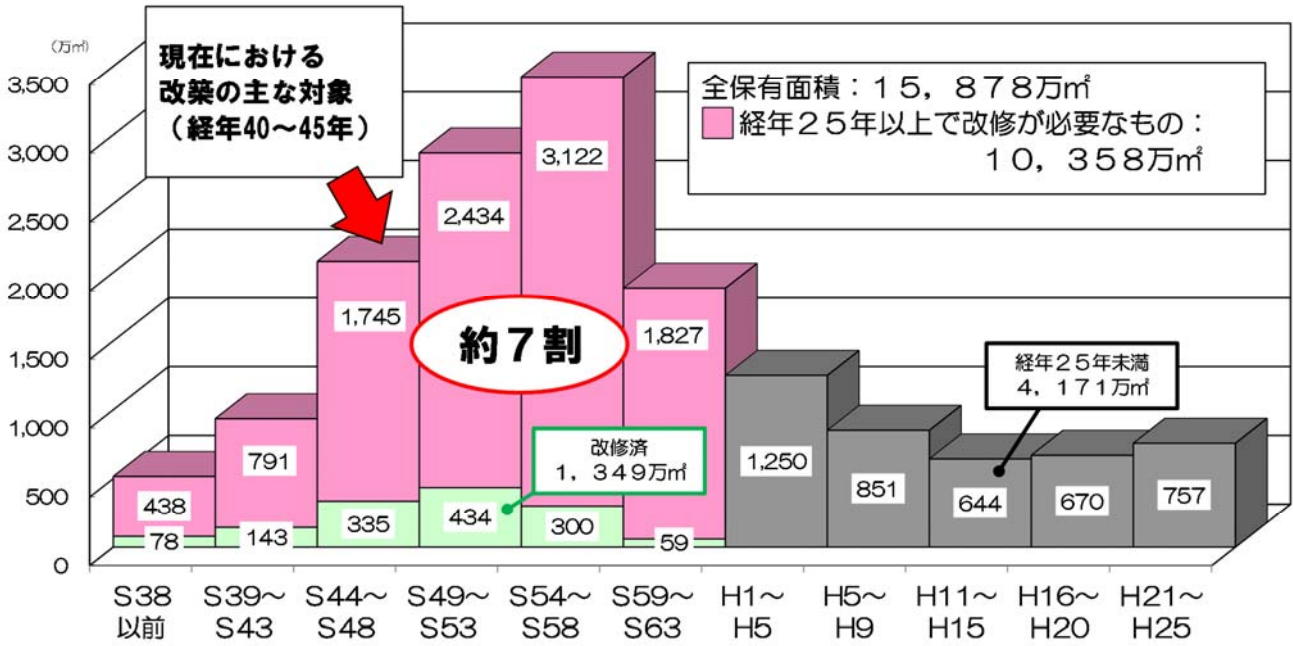 （万㎡）
3,500
3,000
2,500
2,000
1,500
1,000
500
0
現在における
改築の主な対象
（経年40～45年）
全保有面積：１５，８７８万㎡
経年２５年以上で改修が必要なもの：
１０，３５８万㎡
約７割
改修済
１，３４９万㎡
経年２５年未満
４，１７１万㎡
438
78
791
143
1,745
335
2,434
434
3,122
300
1,827
59
1,250
851
644
670
757
S38
以前
S39～
S43
S44～
S48
S49～
S53
S54～
S58
S59～
S63
H1～
H5
H5～
H9
H11～
H15
H16～
H20
H21～
H25